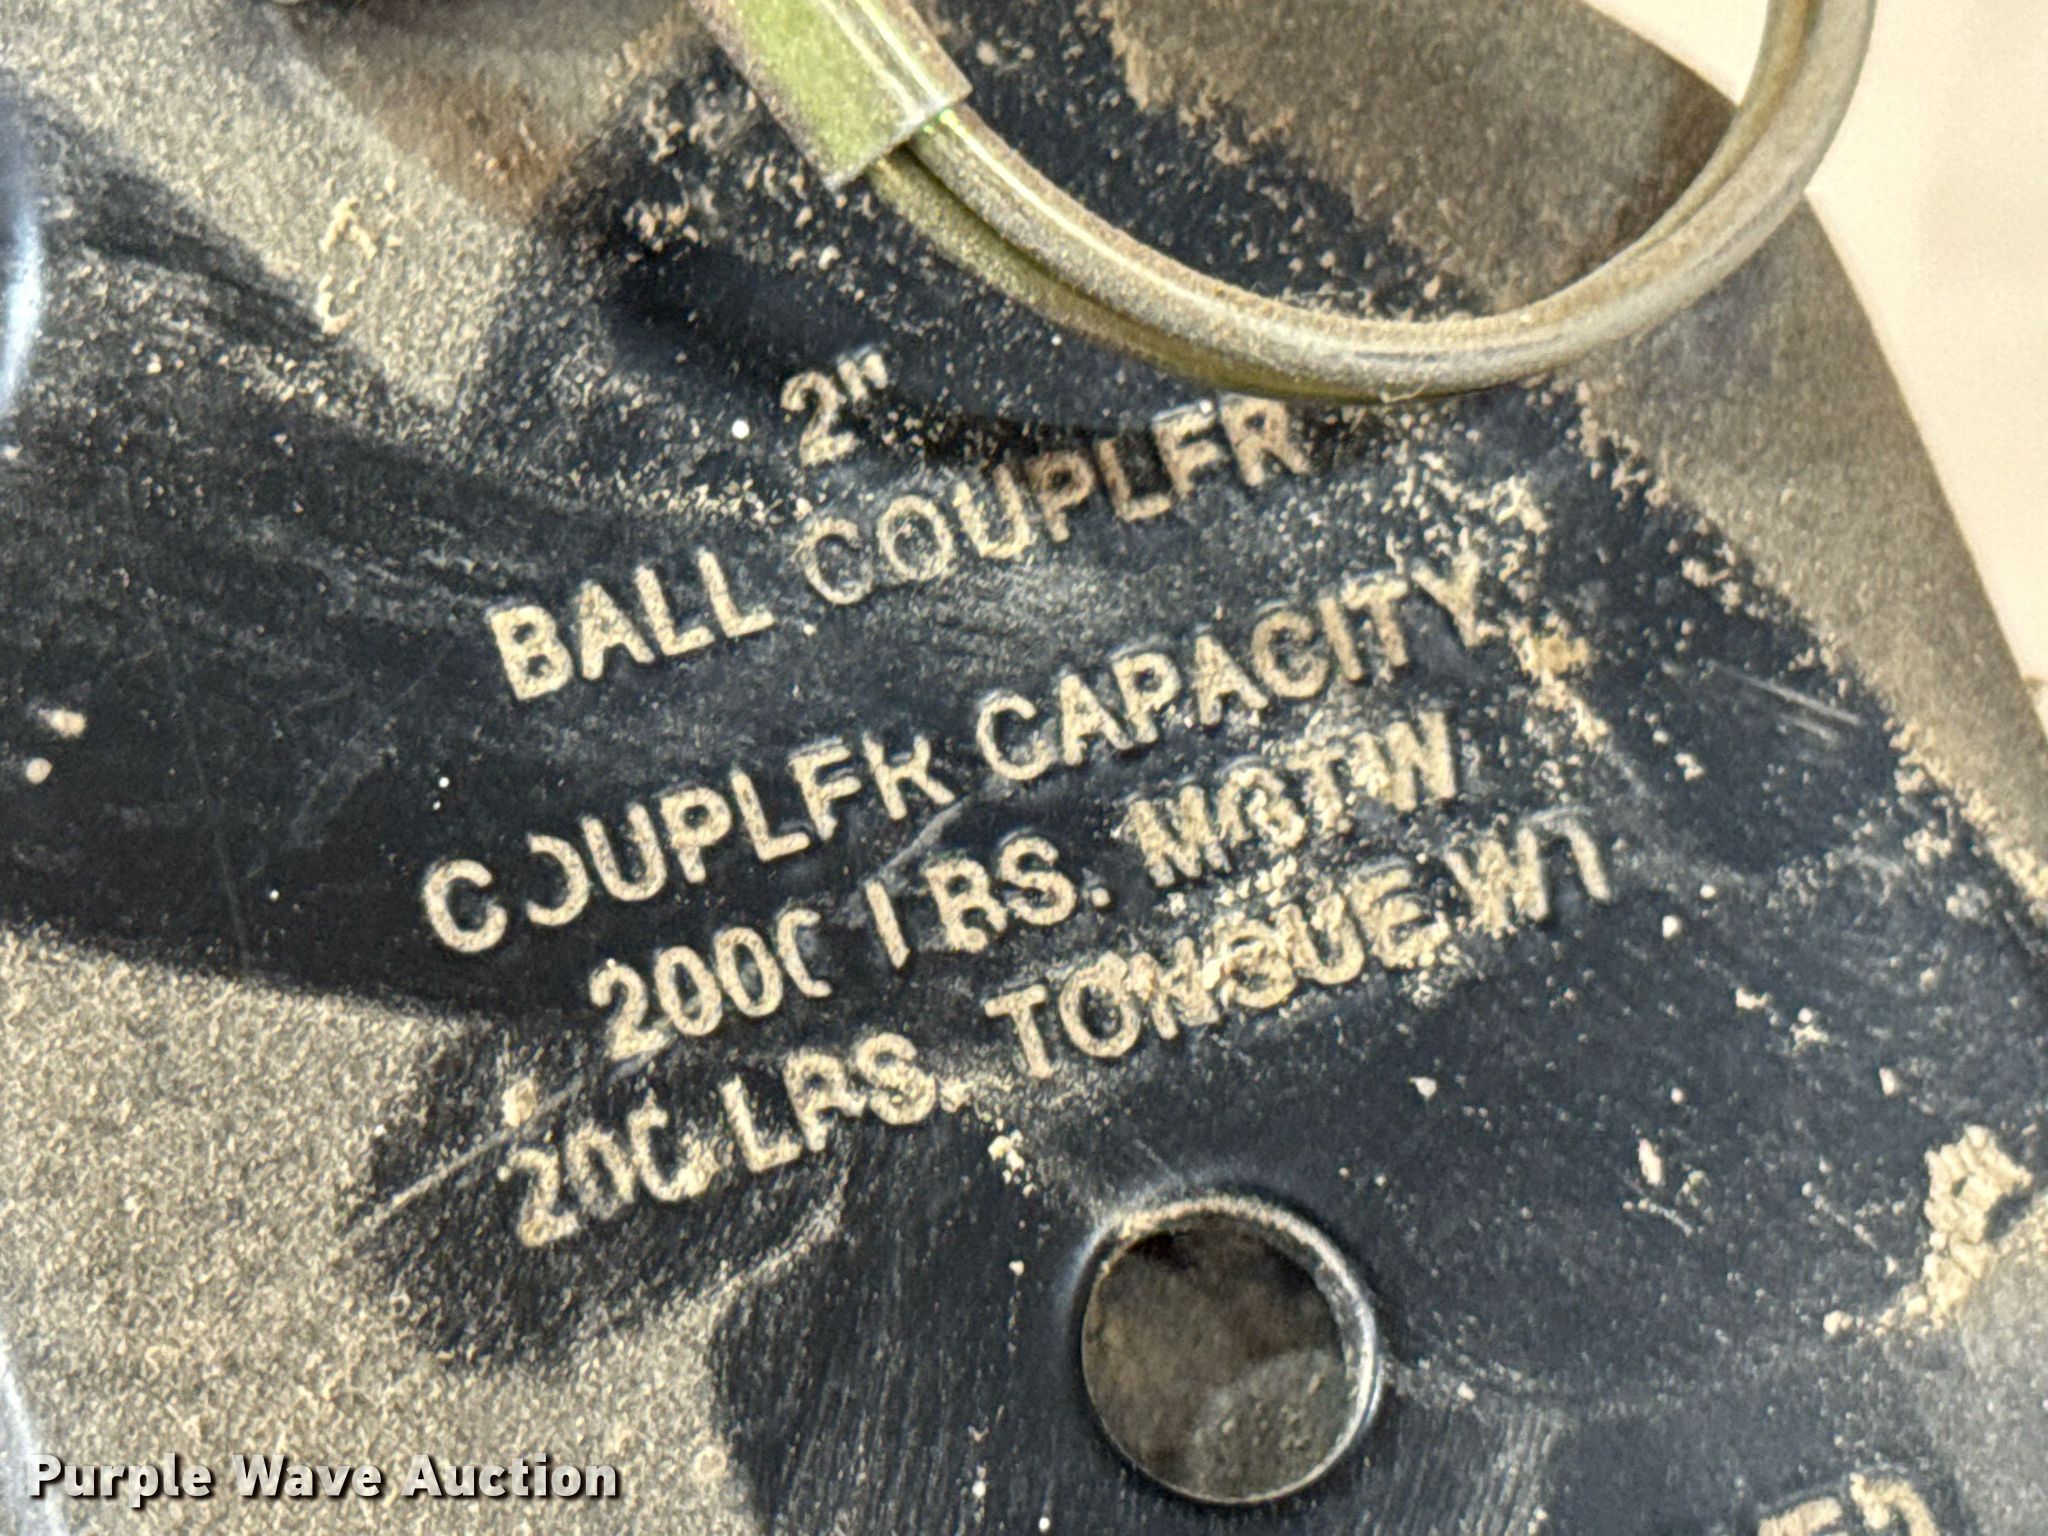 2"
BALL COUPLER
COUPLER CAPACITY
2000 LBS. MGTW
200 LBS. TONGUE WT
Purple Wave Auction